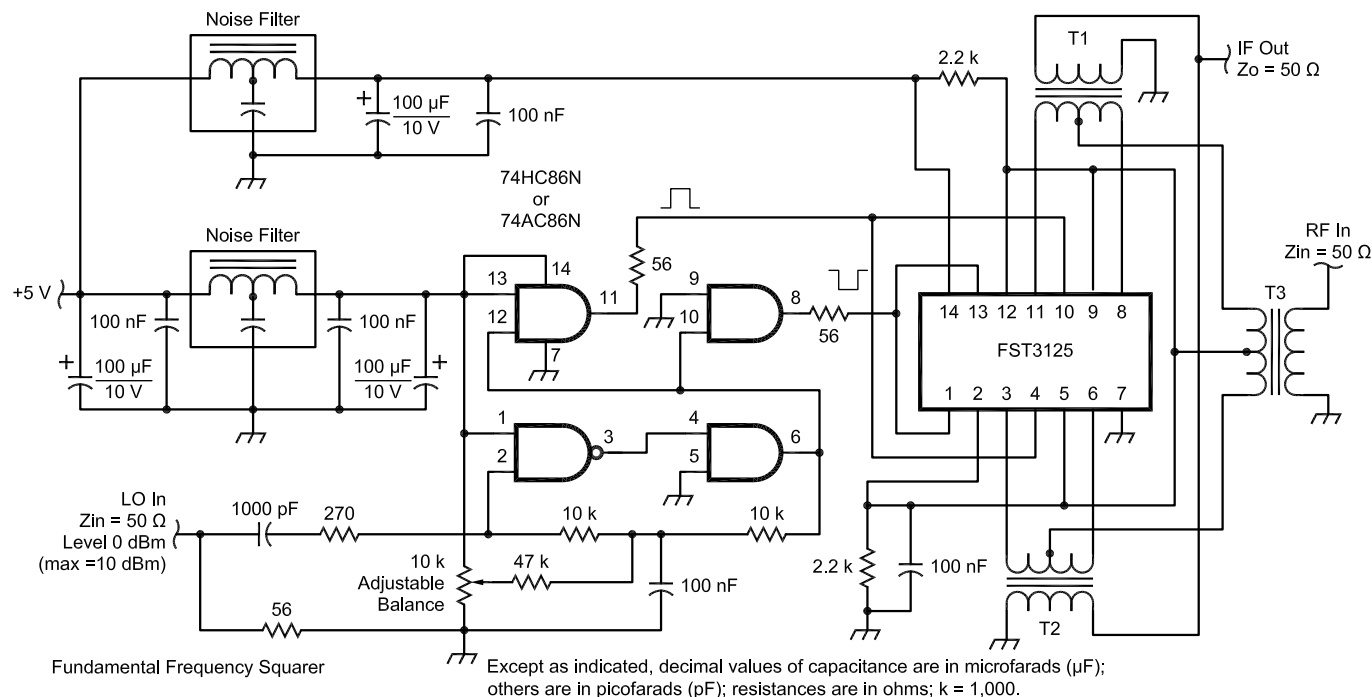 Noise Filter
100 µF
10 V
100 nF
2.2 k
T1
IF Out
Zo = 50 Ω
74HC86N
or
74AC86N
Noise Filter
+5 V
100 nF
100 nF
100 µF
10 V
100 µF
10 V
13
12
14
11
7
56
9
10
8
56
14 13 12 11 10 9 8
FST3125
1 2 3 4 5 6 7
RF In
Zin = 50 Ω
T3
1
2
3
4
5
6
LO In
Zin = 50 Ω
Level 0 dBm
(max =10 dBm)
1000 pF
270
10 k
10 k
10 k
Adjustable
Balance
47 k
100 nF
56
2.2 k
100 nF
T2
Fundamental Frequency Squarer
Except as indicated, decimal values of capacitance are in microfarads (µF);
others are in picofarads (pF); resistances are in ohms; k = 1,000.